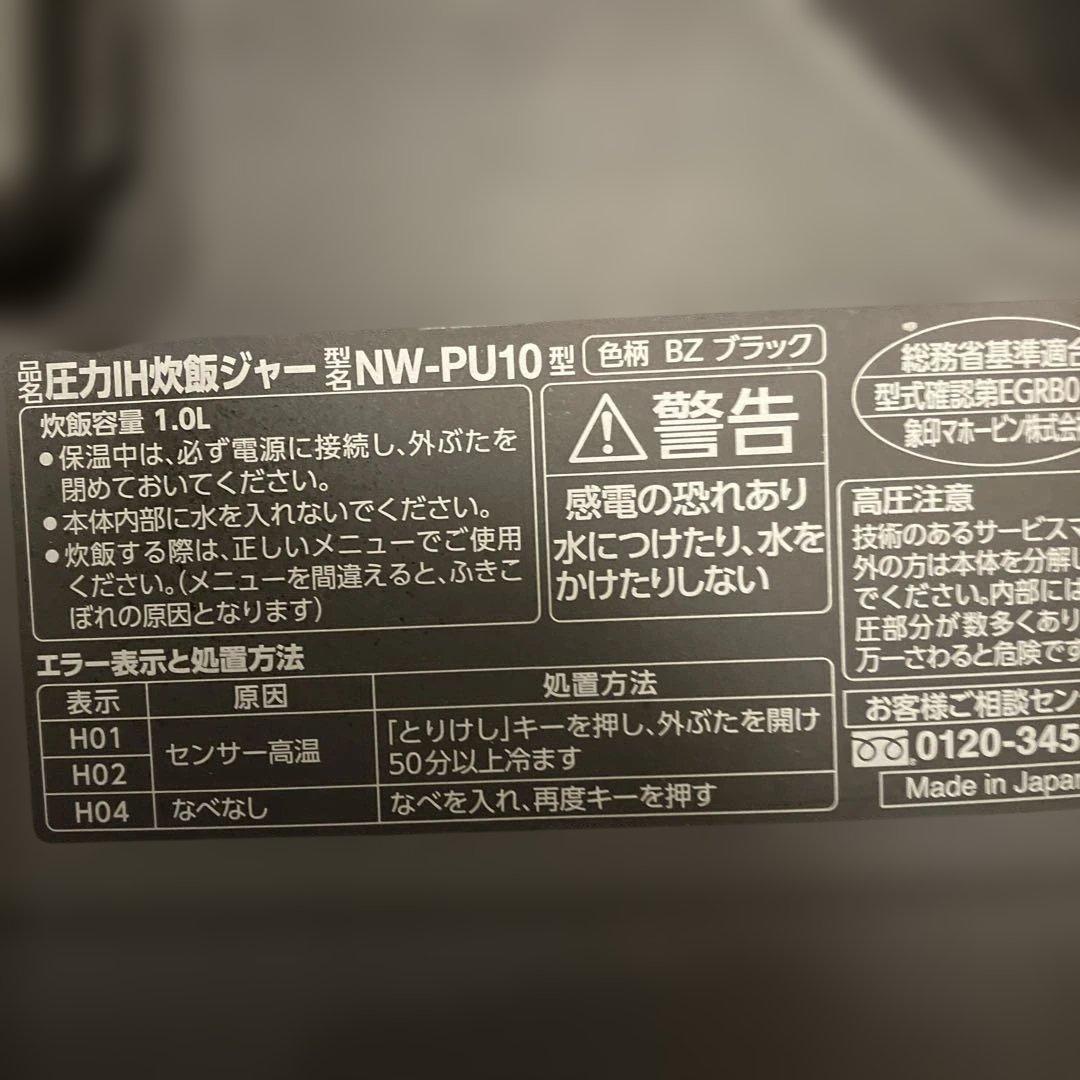 品名 圧力IH炊飯ジャー 型名 NW-PU10型 色柄 BZ ブラック
炊飯容量 1.0L
●保温中は、必ず電源に接続し、外ぶたを
閉めておいてください。
●本体内部に水を入れないでください。
●炊飯する際は、正しいメニューでご使用
ください。（メニューを間違えると、ふきこ
ぼれの原因となります）
警告
感電の恐れあり
水につけたり、水を
かけたりしない
総務省基準適合
型式確認第EGRB0
象印マホービン株式会
高圧注意
技術のあるサービスマ
外の方は本体を分解し
でください。内部には
圧部分が数多くあり
万一さわると危険です
お客様ご相談セン
0120-345
Made in Japan
エラー表示と処置方法
表示 原因 処置方法
H01
H02
センサー高温
「とりけし」キーを押し、外ぶたを開け
50分以上冷ます
H04 なべなし なべを入れ、再度キーを押す